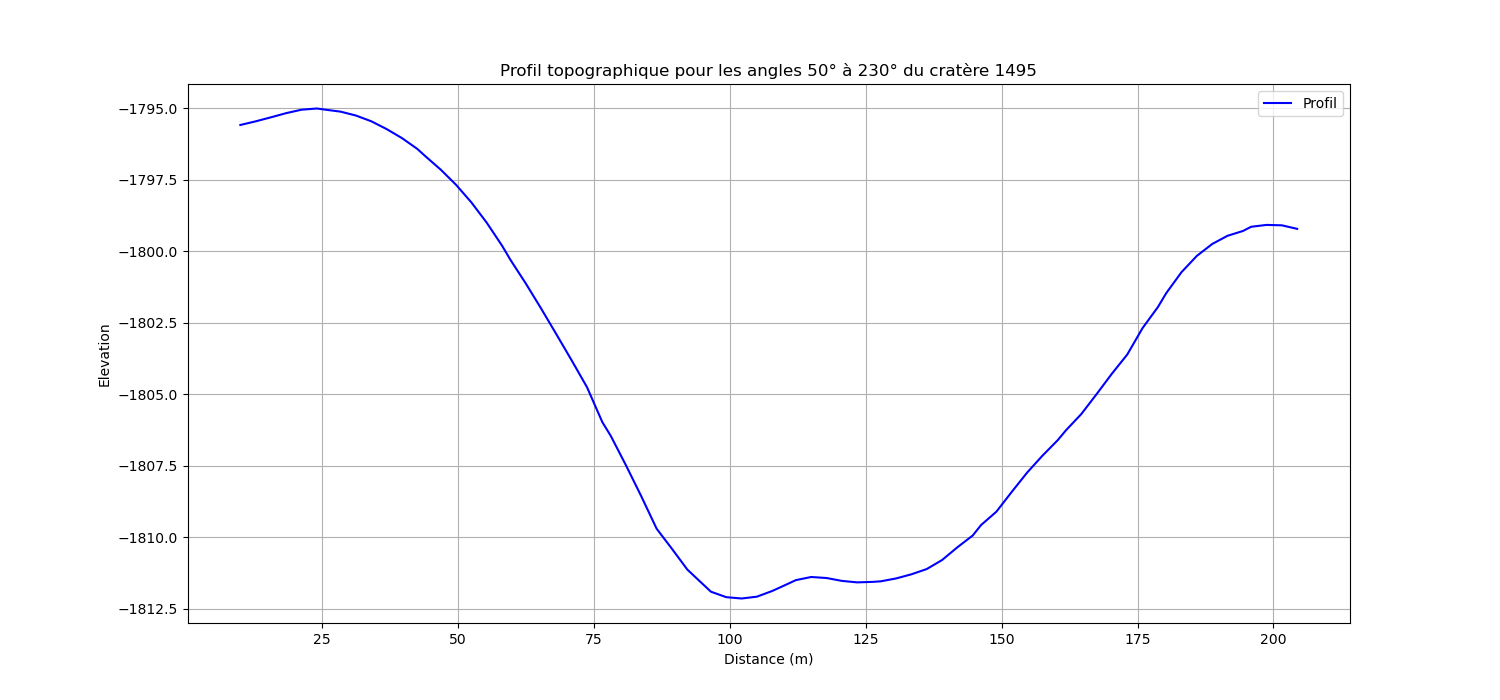 Profil topographique pour les angles 50° à 230° du cratère 1495
Profil
Elevation
−1795.0
−1797.5
−1800.0
−1802.5
−1805.0
−1807.5
−1810.0
−1812.5
25 50 75 100 125 150 175 200
Distance (m)